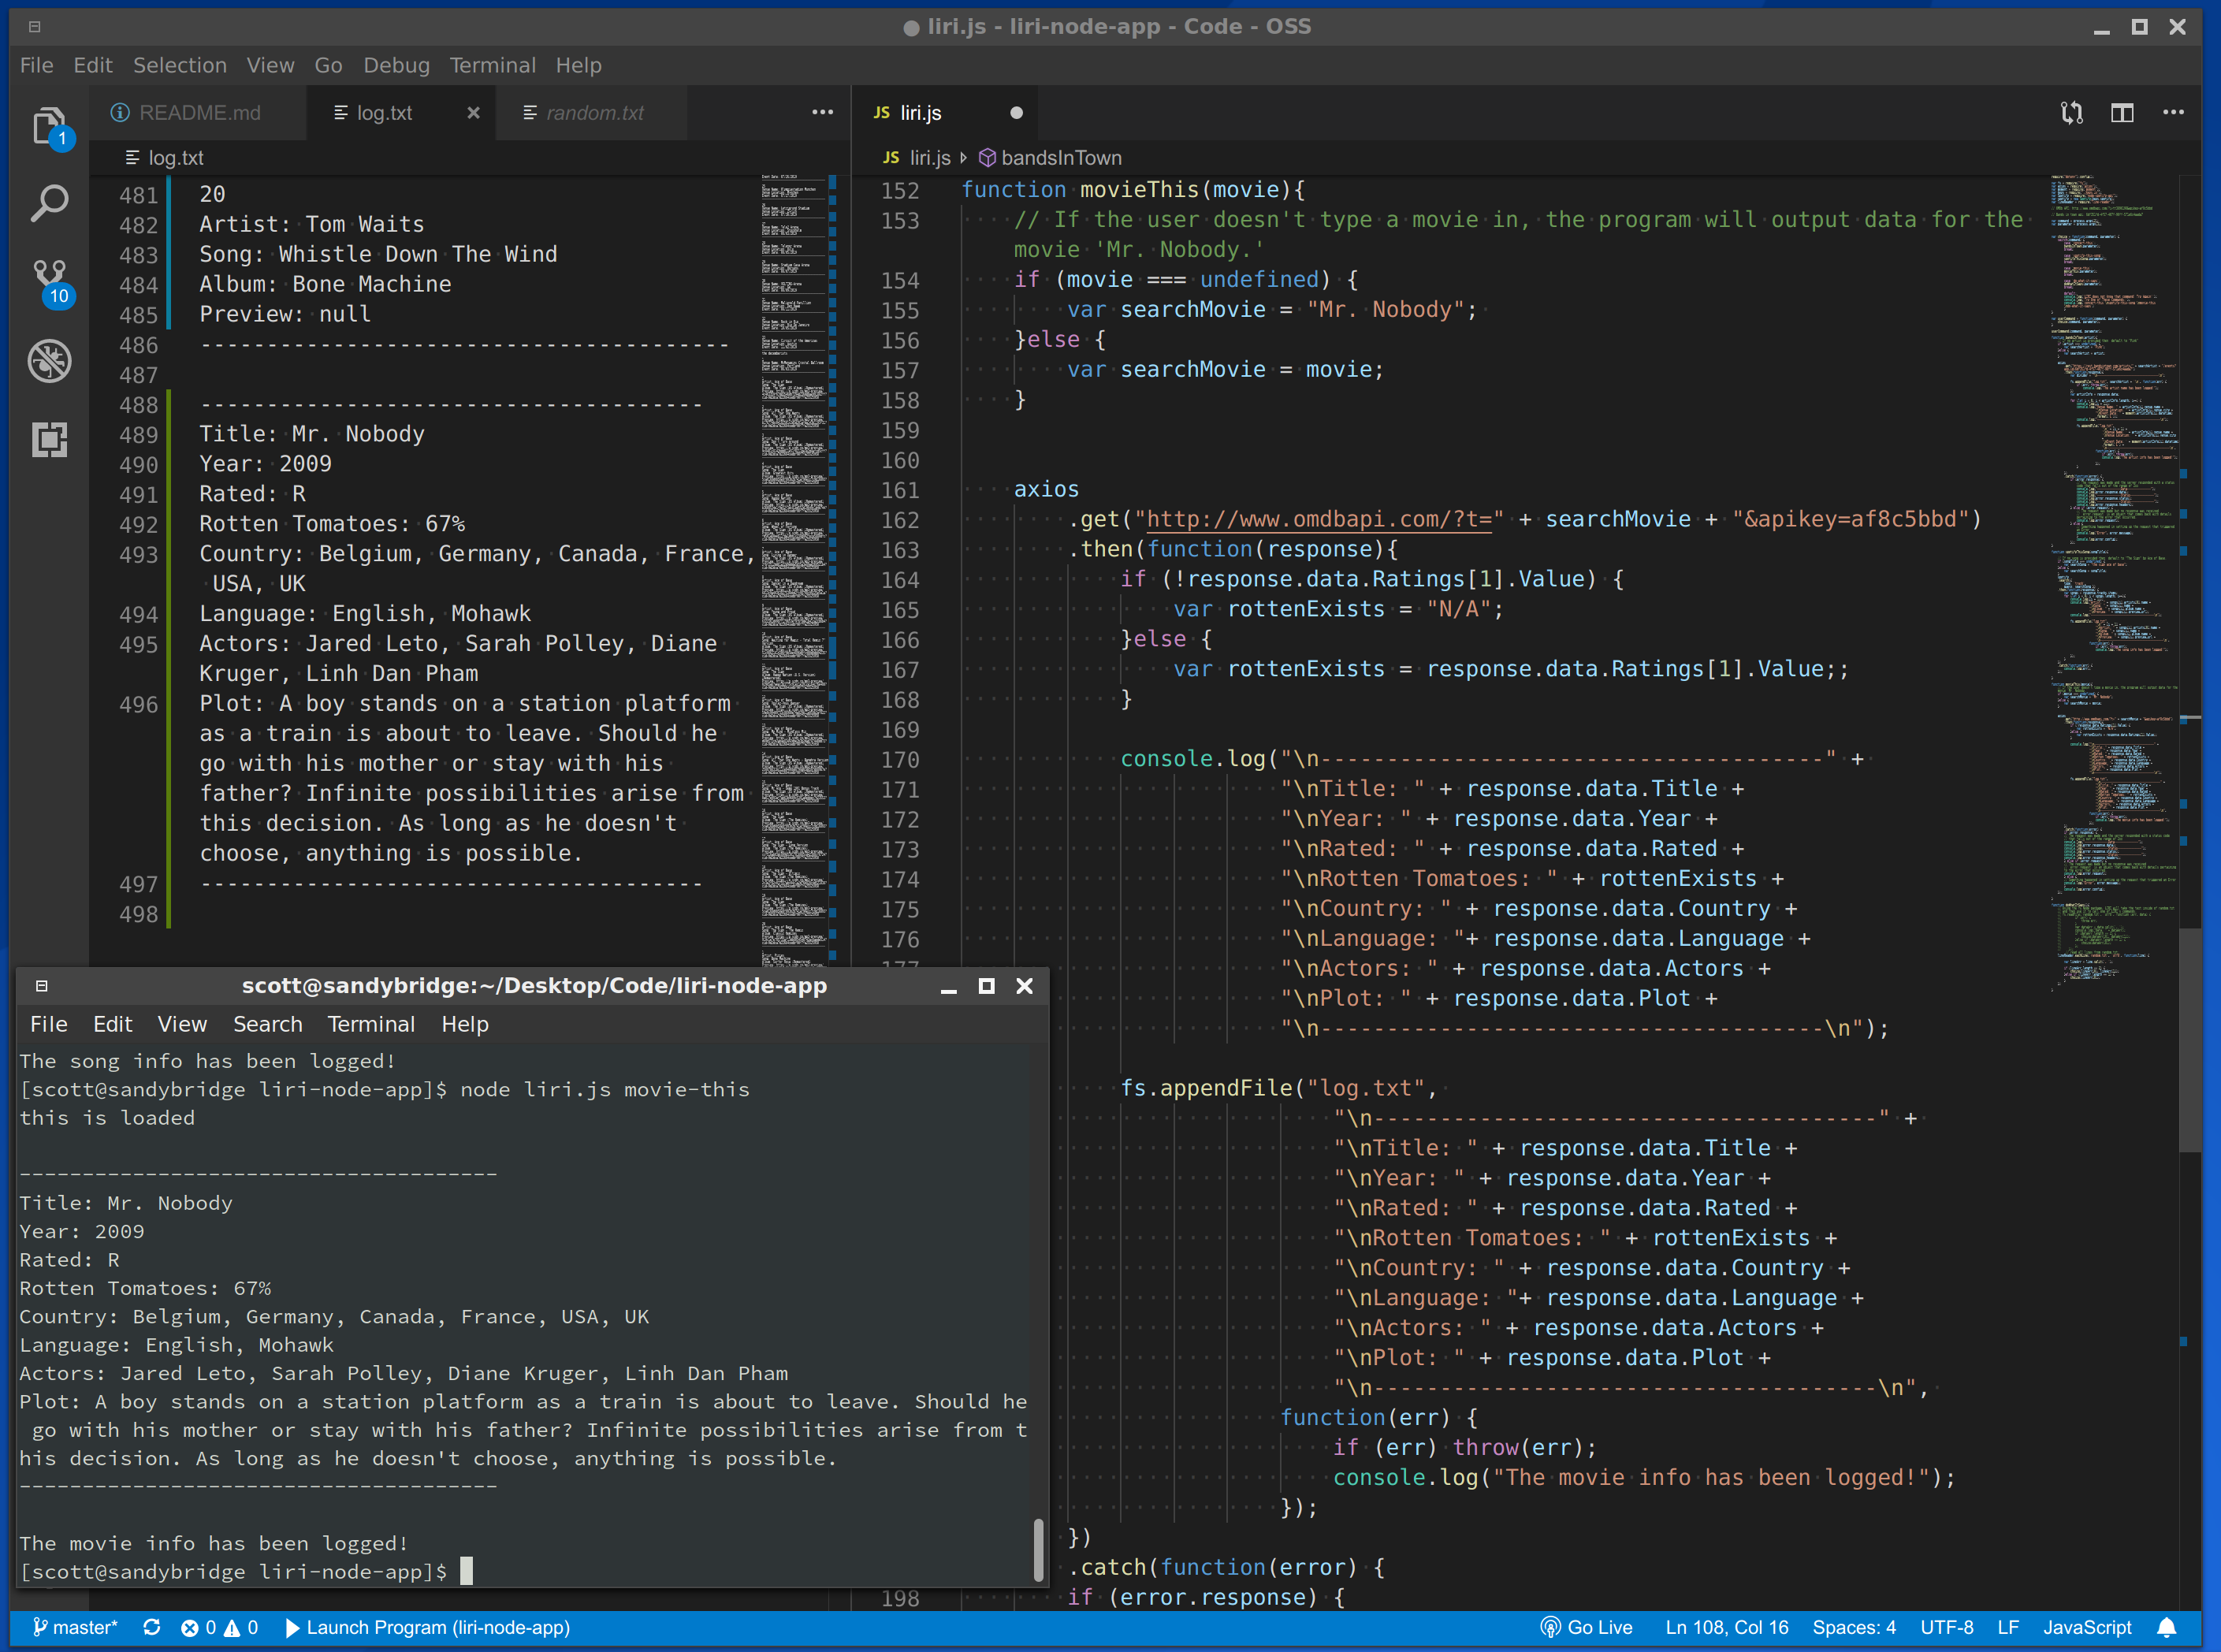 liri.js - liri-node-app - Code - OSS
File Edit Selection View Go Debug Terminal Help
README.md log.txt random.txt
log.txt
1
10
481 20
482 Artist: Tom Waits
483 Song: Whistle Down The Wind
484 Album: Bone Machine
485 Preview: null
486 ----------------------------------------
487
488 --------------------------------------
489 Title: Mr. Nobody
490 Year: 2009
491 Rated: R
492 Rotten Tomatoes: 67%
493 Country: Belgium, Germany, Canada, France,
USA, UK
494 Language: English, Mohawk
495 Actors: Jared Leto, Sarah Polley, Diane
Kruger, Linh Dan Pham
496 Plot: A boy stands on a station platform
as a train is about to leave. Should he
go with his mother or stay with his
father? Infinite possibilities arise from
this decision. As long as he doesn't
choose, anything is possible.
497 --------------------------------------
498
JS liri.js
JS liri.js bandsInTown
152 function movieThis(movie){
153 // If the user doesn't type a movie in, the program will output data for the
movie 'Mr. Nobody.'
154 if (movie === undefined) {
155 var searchMovie = "Mr. Nobody";
156 }else {
157 var searchMovie = movie;
158 }
159
160
161 axios
162 .get("http://www.omdbapi.com/?t=" + searchMovie + "&apikey=af8c5bbd")
163 .then(function(response){
164 if (!response.data.Ratings[1].Value) {
165 var rottenExists = "N/A";
166 }else {
167 var rottenExists = response.data.Ratings[1].Value;;
168 }
169
170 console.log("\n--------------------------------------" +
171 "\nTitle: " + response.data.Title +
172 "\nYear: " + response.data.Year +
173 "\nRated: " + response.data.Rated +
174 "\nRotten Tomatoes: " + rottenExists +
175 "\nCountry: " + response.data.Country +
176 "\nLanguage: "+ response.data.Language +
177 "\nActors: " + response.data.Actors +
"\nPlot: " + response.data.Plot +
"\n--------------------------------------\n");
fs.appendFile("log.txt",
"\n--------------------------------------" +
"\nTitle: " + response.data.Title +
"\nYear: " + response.data.Year +
"\nRated: " + response.data.Rated +
"\nRotten Tomatoes: " + rottenExists +
"\nCountry: " + response.data.Country +
"\nLanguage: "+ response.data.Language +
"\nActors: " + response.data.Actors +
"\nPlot: " + response.data.Plot +
"\n--------------------------------------\n",
function(err) {
if (err) throw(err);
console.log("The movie info has been logged!");
});
})
.catch(function(error) {
198 if (error.response) {
scott@sandybridge:~/Desktop/Code/liri-node-app
File Edit View Search Terminal Help
The song info has been logged!
[scott@sandybridge liri-node-app]$ node liri.js movie-this
this is loaded
--------------------------------------
Title: Mr. Nobody
Year: 2009
Rated: R
Rotten Tomatoes: 67%
Country: Belgium, Germany, Canada, France, USA, UK
Language: English, Mohawk
Actors: Jared Leto, Sarah Polley, Diane Kruger, Linh Dan Pham
Plot: A boy stands on a station platform as a train is about to leave. Should he
go with his mother or stay with his father? Infinite possibilities arise from t
his decision. As long as he doesn't choose, anything is possible.
--------------------------------------
The movie info has been logged!
[scott@sandybridge liri-node-app]$
master* 0 0 Launch Program (liri-node-app) Go Live Ln 108, Col 16 Spaces: 4 UTF-8 LF JavaScript